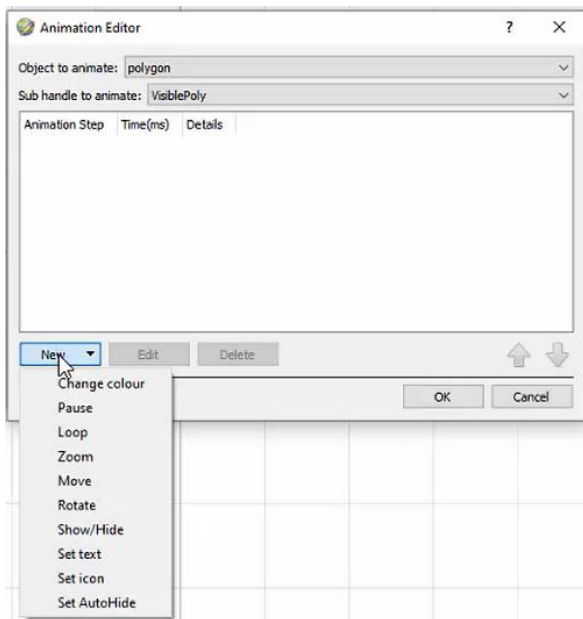 Animation Editor ?
Object to animate: polygon
Sub handle to animate: VisiblePoly
Animation Step Time(ms) Details
New Edit Delete
OK Cancel
Change colour
Pause
Loop
Zoom
Move
Rotate
Show/Hide
Set text
Set icon
Set AutoHide